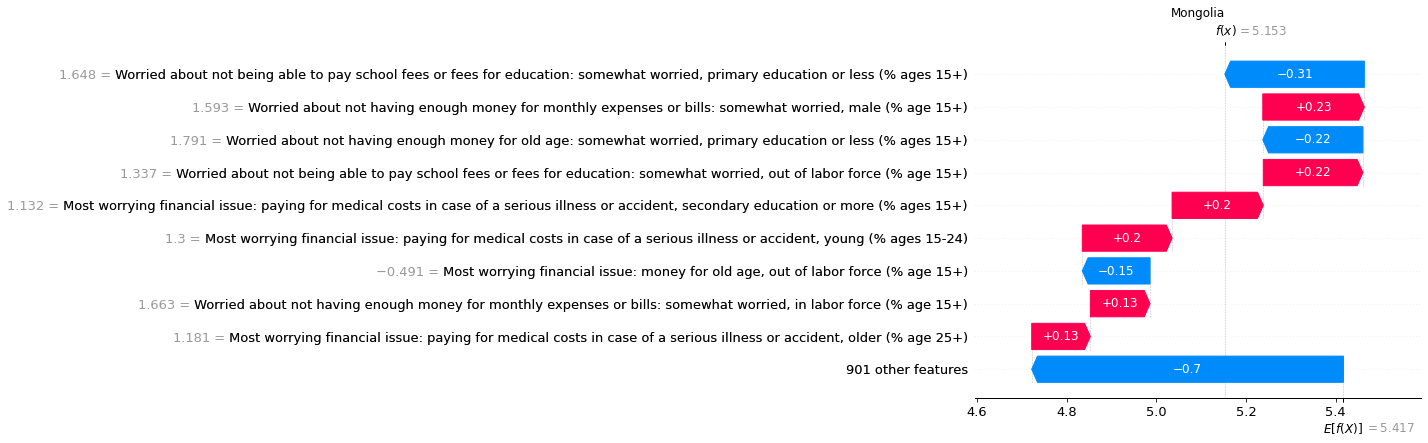 Mongolia
f(x) = 5.153
1.648 = Worried about not being able to pay school fees or fees for education: somewhat worried, primary education or less (% ages 15+) −0.31
1.593 = Worried about not having enough money for monthly expenses or bills: somewhat worried, male (% age 15+) +0.23
1.791 = Worried about not having enough money for old age: somewhat worried, primary education or less (% ages 15+) −0.22
1.337 = Worried about not being able to pay school fees or fees for education: somewhat worried, out of labor force (% age 15+) +0.22
1.132 = Most worrying financial issue: paying for medical costs in case of a serious illness or accident, secondary education or more (% ages 15+) +0.2
1.3 = Most worrying financial issue: paying for medical costs in case of a serious illness or accident, young (% ages 15-24) +0.2
−0.491 = Most worrying financial issue: money for old age, out of labor force (% age 15+) −0.15
1.663 = Worried about not having enough money for monthly expenses or bills: somewhat worried, in labor force (% age 15+) +0.13
1.181 = Most worrying financial issue: paying for medical costs in case of a serious illness or accident, older (% age 25+) +0.13
901 other features −0.7
4.6 4.8 5.0 5.2 5.4
E[f(X)] = 5.417